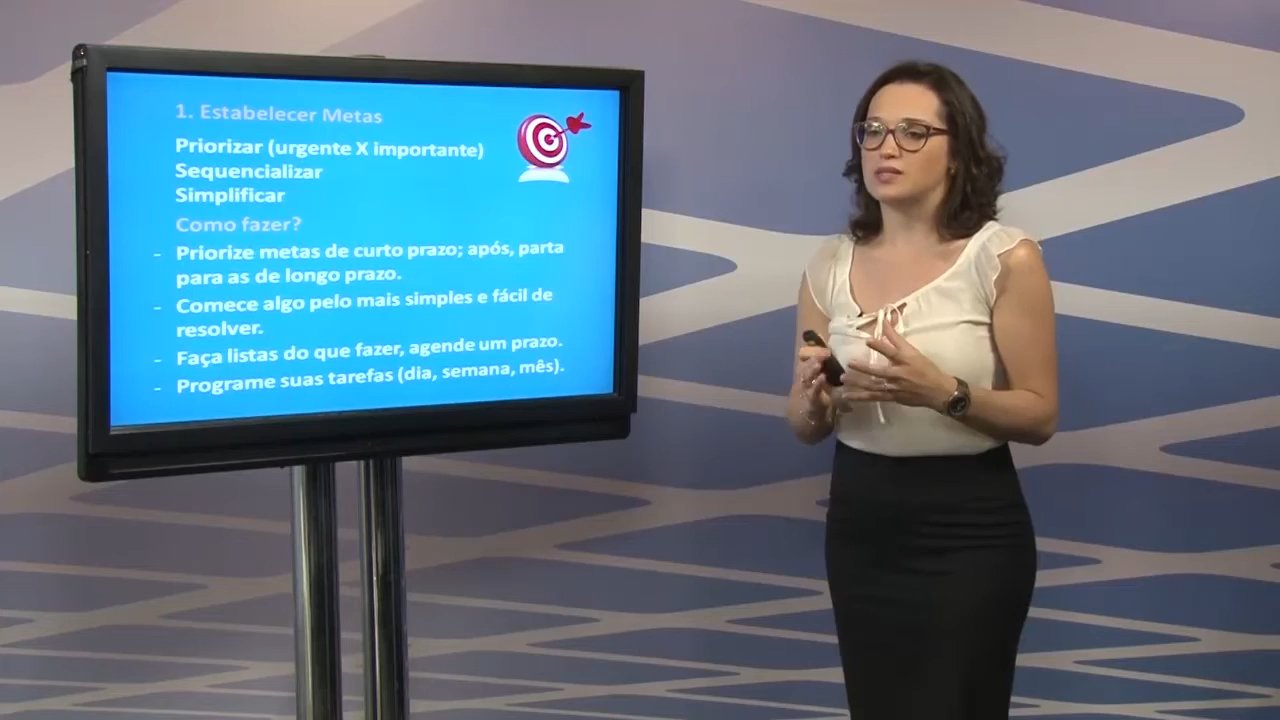 1. Estabelecer Metas
Priorizar (urgente X importante)
Sequencializar
Simplificar
Como fazer?
- Priorize metas de curto prazo; após, parta
para as de longo prazo.
- Comece algo pelo mais simples e fácil de
resolver.
- Faça listas do que fazer, agende um prazo.
- Programe suas tarefas (dia, semana, mês).